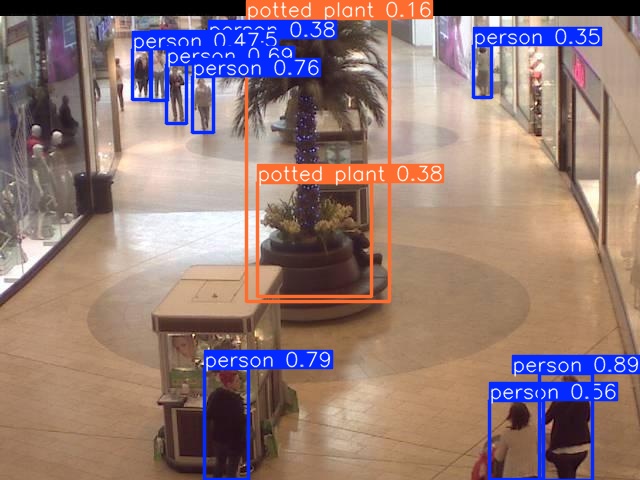 potted plant 0.16
person 0.38
person 0.35
person 0.47
person 0.69
person 0.76
potted plant 0.38
person 0.79
person 0.89
person 0.56